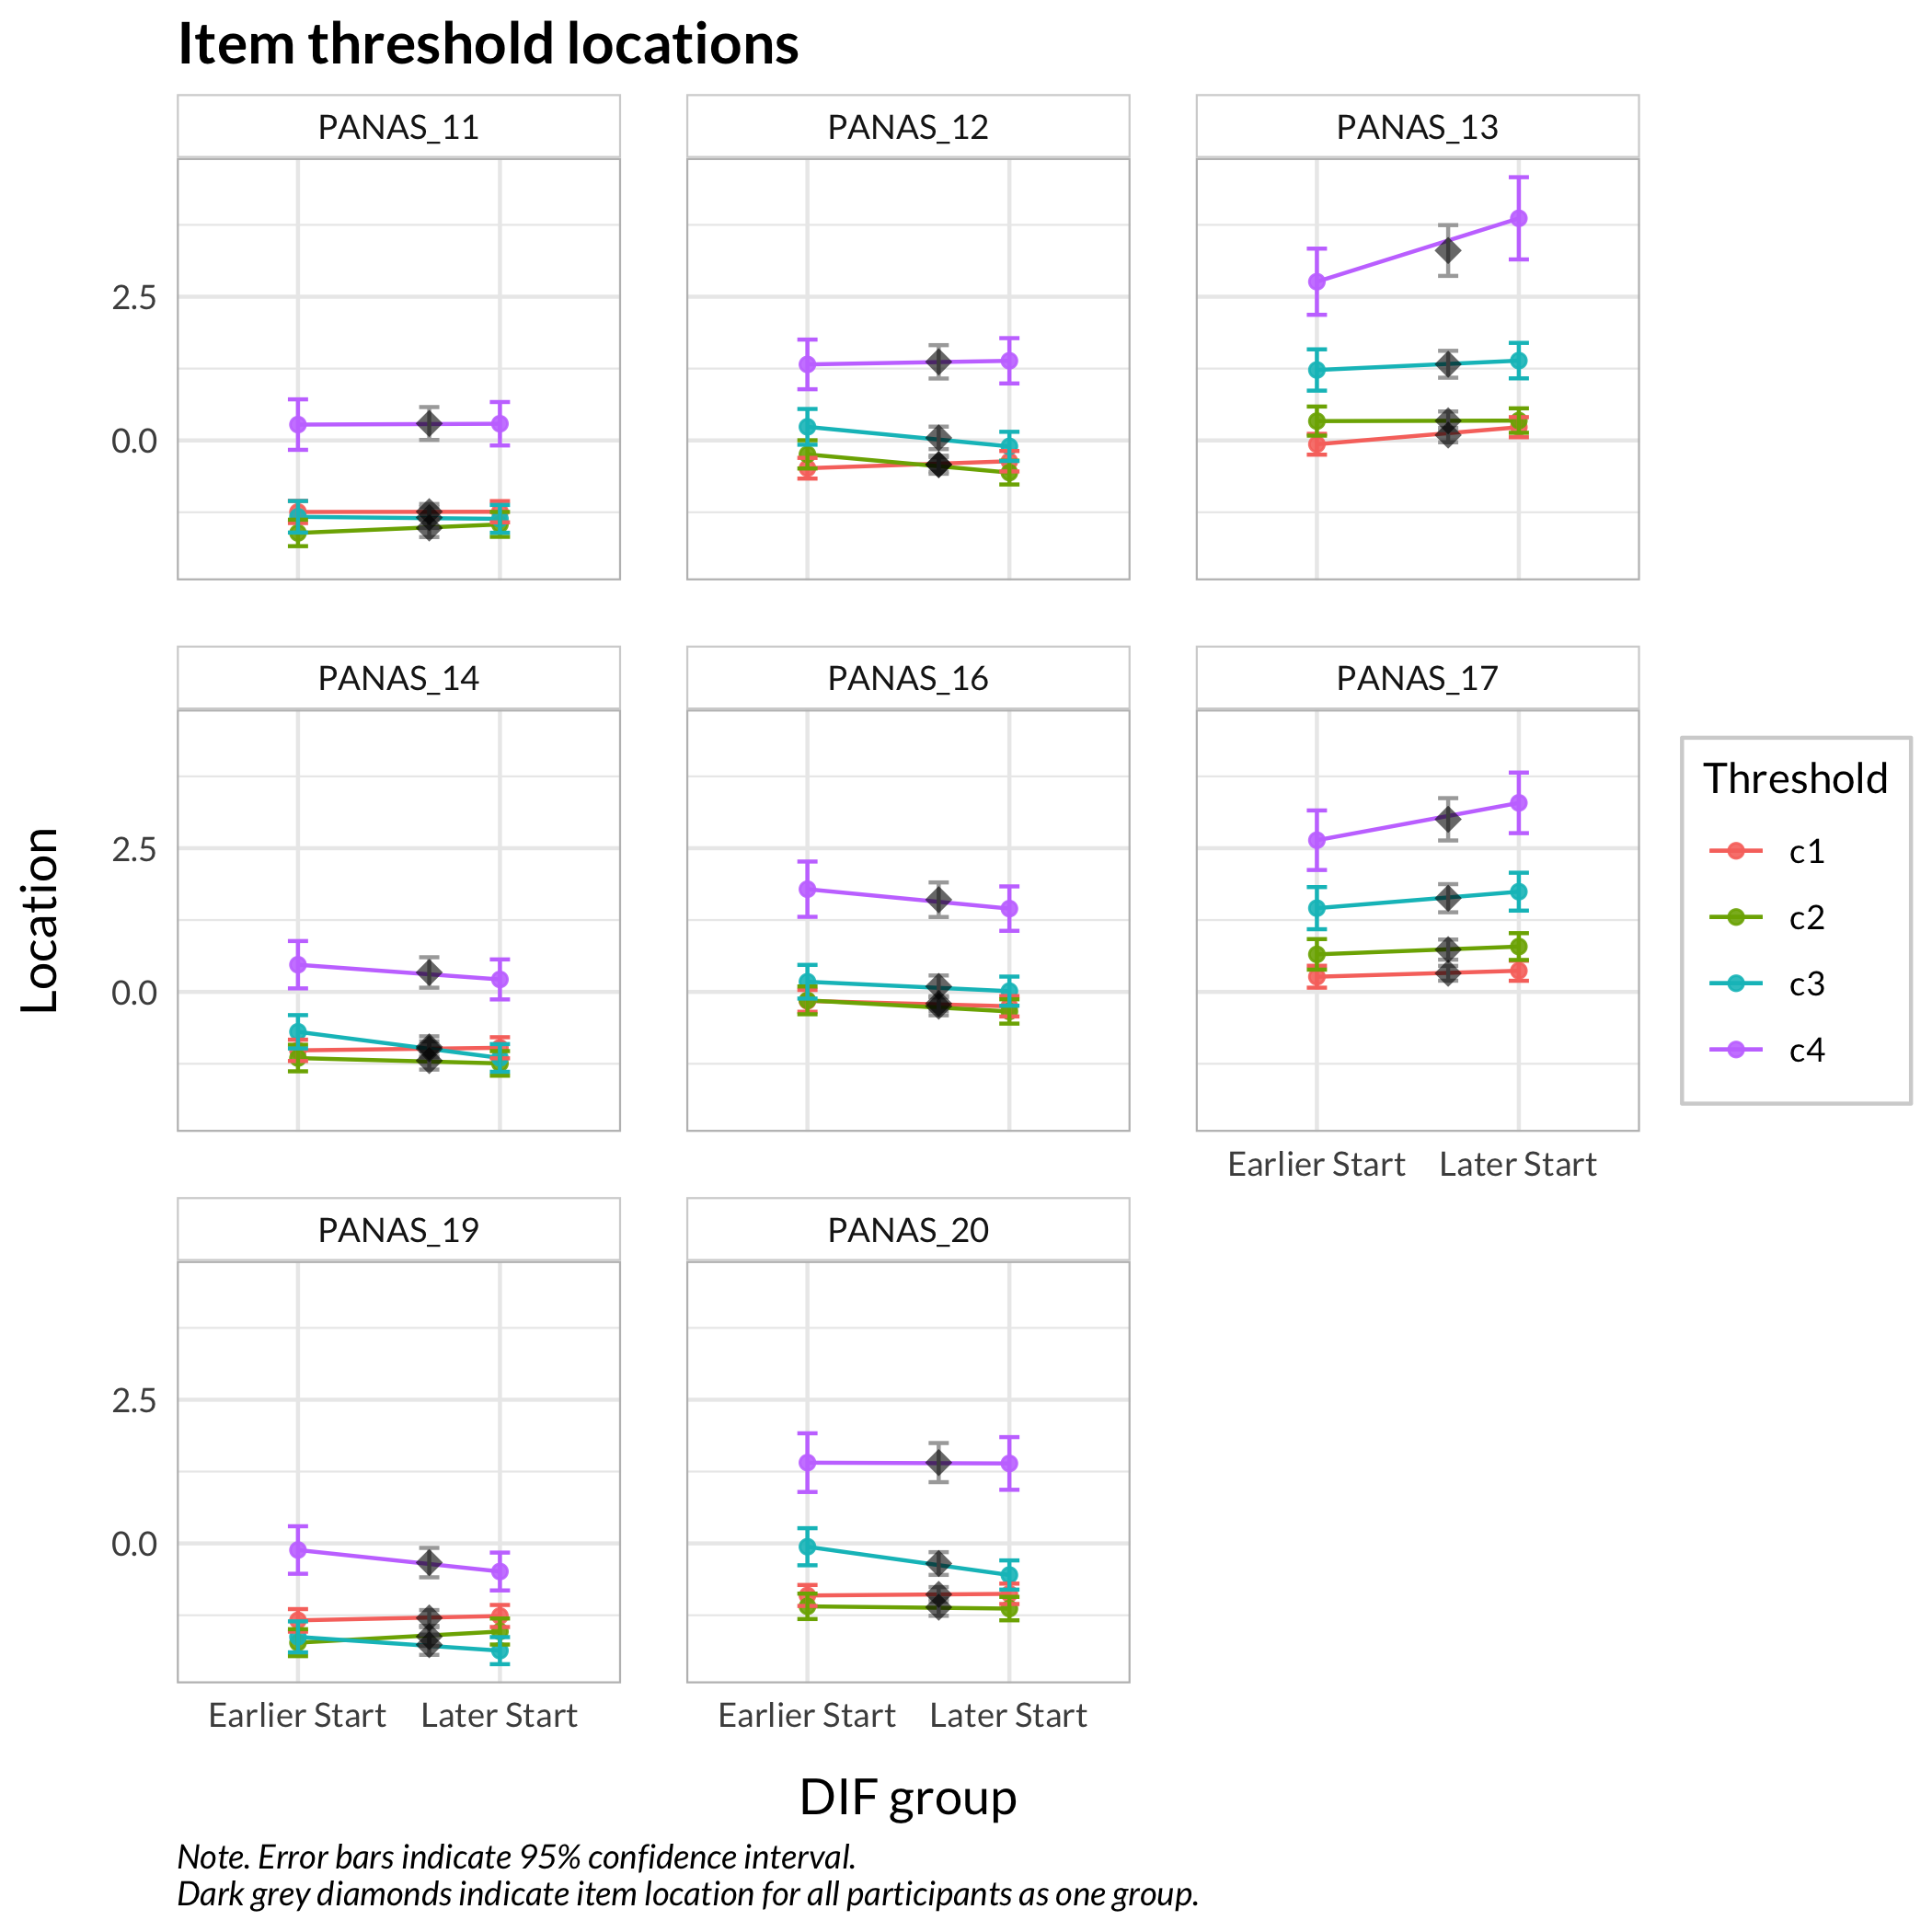 Item threshold locations
PANAS_11
PANAS_12
PANAS_13
2.5
0.0
PANAS_14
PANAS_16
PANAS_17
2.5
0.0
Location
Threshold
c1
c2
c3
c4
Earlier Start
Later Start
PANAS_19
PANAS_20
2.5
0.0
Earlier Start
Later Start
Earlier Start
Later Start
DIF group
Note. Error bars indicate 95% confidence interval.
Dark grey diamonds indicate item location for all participants as one group.